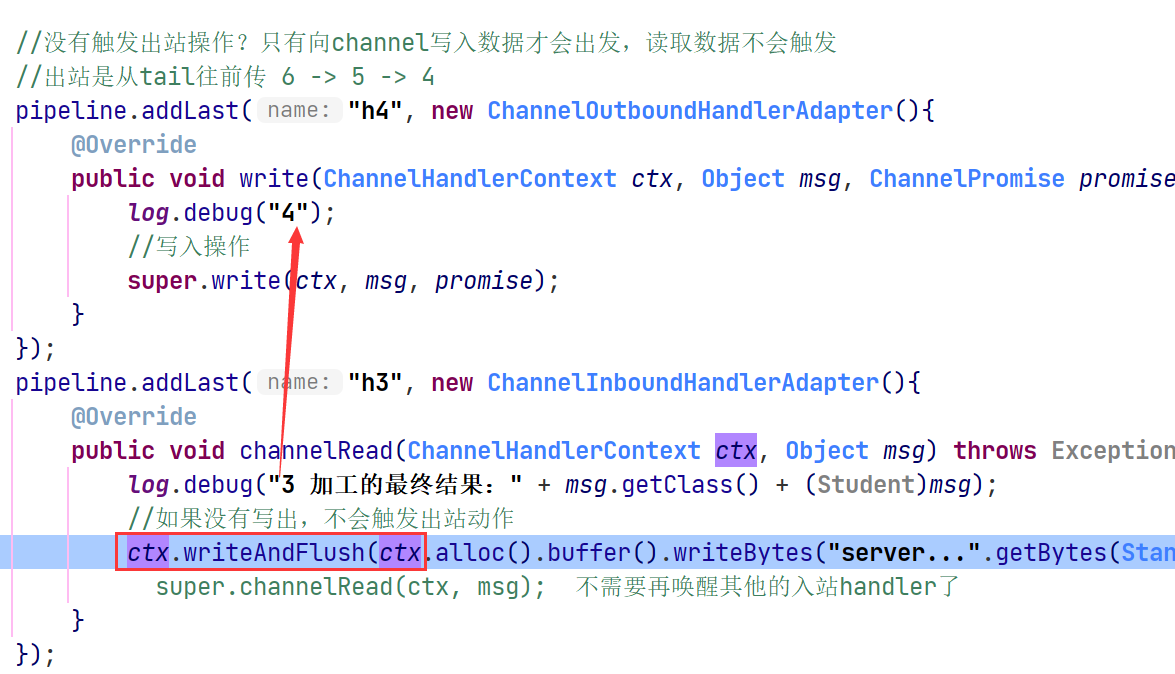 //没有触发出站操作？只有向channel写入数据才会出发，读取数据不会触发
//出站是从tail往前传 6 -> 5 -> 4
pipeline.addLast( name: "h4", new ChannelOutboundHandlerAdapter(){
@Override
public void write(ChannelHandlerContext ctx, Object msg, ChannelPromise promise
log.debug("4");
//写入操作
super.write(ctx, msg, promise);
}
});
pipeline.addLast( name: "h3", new ChannelInboundHandlerAdapter(){
@Override
public void channelRead(ChannelHandlerContext ctx, Object msg) throws Exception
log.debug("3 加工的最终结果：" + msg.getClass() + (Student)msg);
//如果没有写出，不会触发出站动作
ctx.writeAndFlush(ctx.alloc().buffer().writeBytes("server...".getBytes(Stan
super.channelRead(ctx, msg); 不需要再唤醒其他的入站handler了
}
});